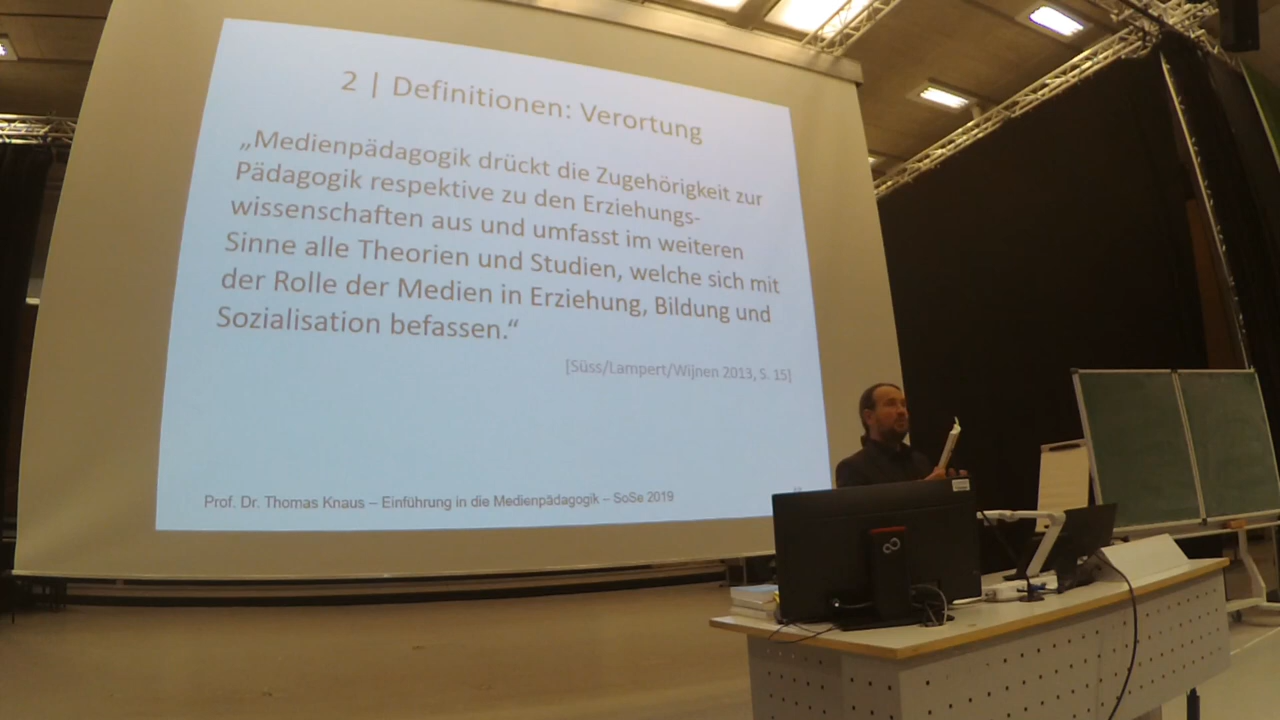 2 | Definitionen: Verortung
„Medienpädagogik drückt die Zugehörigkeit zur
Pädagogik respektive zu den Erziehungs-
wissenschaften aus und umfasst im weiteren
Sinne alle Theorien und Studien, welche sich mit
der Rolle der Medien in Erziehung, Bildung und
Sozialisation befassen.“
[Süss/Lampert/Wijnen 2013, S. 15]
Prof. Dr. Thomas Knaus – Einführung in die Medienpädagogik – SoSe 2019